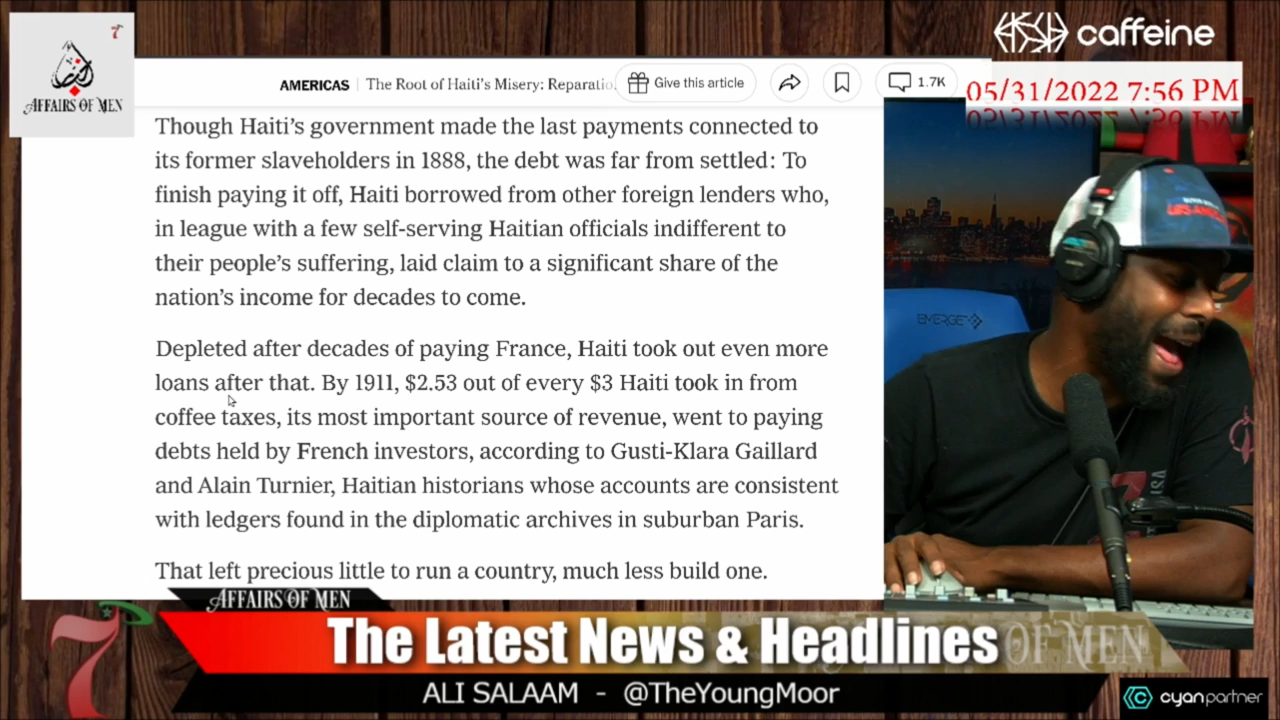 7
AFFAIRS OF MEN
caffeine
AMERICAS
The Root of Haiti's Misery: Reparatio
Give this article
1.7K
05/31/2022 7:56 PM
Though Haiti's government made the last payments connected to
its former slaveholders in 1888, the debt was far from settled: To
finish paying it off, Haiti borrowed from other foreign lenders who,
in league with a few self-serving Haitian officials indifferent to
their people's suffering, laid claim to a significant share of the
nation's income for decades to come.
Depleted after decades of paying France, Haiti took out even more
loans after that. By 1911, $2.53 out of every $3 Haiti took in from
coffee taxes, its most important source of revenue, went to paying
debts held by French investors, according to Gusti-Klara Gaillard
and Alain Turnier, Haitian historians whose accounts are consistent
with ledgers found in the diplomatic archives in suburban Paris.
That left precious little to run a country, much less build one.
EMERGE
LOS ANGELES
AFFAIRS OF MEN
7
The Latest News & Headlines
OF MEN
ALI SALAAM - @TheYoungMoor
cyanpartner